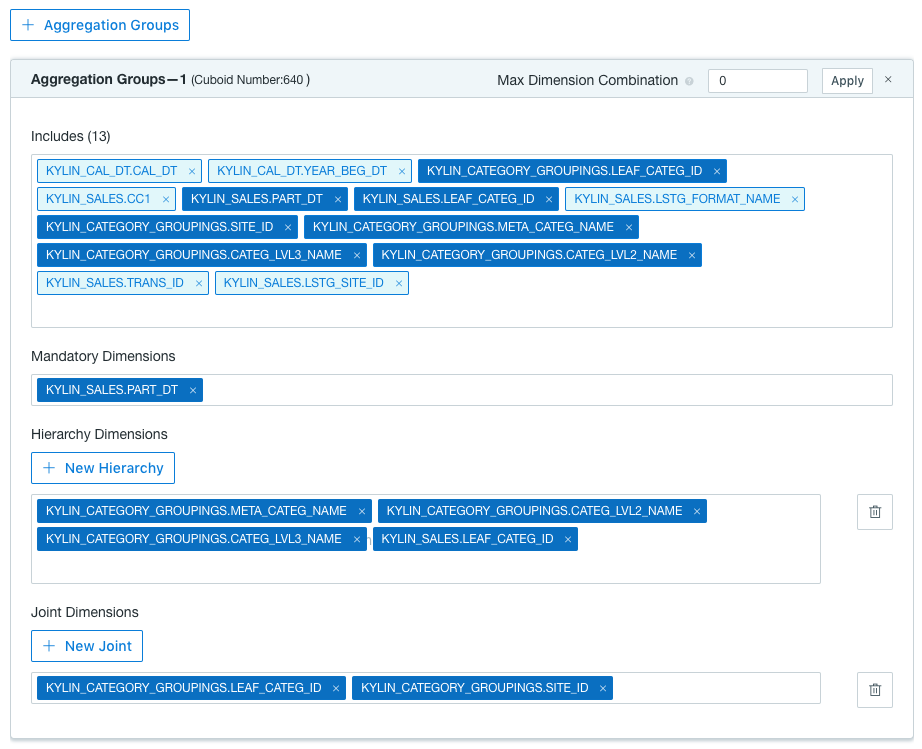 + Aggregation Groups
Aggregation Groups—1 (Cuboid Number:640 ) Max Dimension Combination 0 Apply ×
Includes (13)
KYLIN_CAL_DT.CAL_DT × KYLIN_CAL_DT.YEAR_BEG_DT × KYLIN_CATEGORY_GROUPINGS.LEAF_CATEG_ID ×
KYLIN_SALES.CC1 × KYLIN_SALES.PART_DT × KYLIN_SALES.LEAF_CATEG_ID × KYLIN_SALES.LSTG_FORMAT_NAME ×
KYLIN_CATEGORY_GROUPINGS.SITE_ID × KYLIN_CATEGORY_GROUPINGS.META_CATEG_NAME ×
KYLIN_CATEGORY_GROUPINGS.CATEG_LVL3_NAME × KYLIN_CATEGORY_GROUPINGS.CATEG_LVL2_NAME ×
KYLIN_SALES.TRANS_ID × KYLIN_SALES.LSTG_SITE_ID ×
Mandatory Dimensions
KYLIN_SALES.PART_DT ×
Hierarchy Dimensions
+ New Hierarchy
KYLIN_CATEGORY_GROUPINGS.META_CATEG_NAME × KYLIN_CATEGORY_GROUPINGS.CATEG_LVL2_NAME ×
KYLIN_CATEGORY_GROUPINGS.CATEG_LVL3_NAME × KYLIN_SALES.LEAF_CATEG_ID ×
Joint Dimensions
+ New Joint
KYLIN_CATEGORY_GROUPINGS.LEAF_CATEG_ID × KYLIN_CATEGORY_GROUPINGS.SITE_ID ×